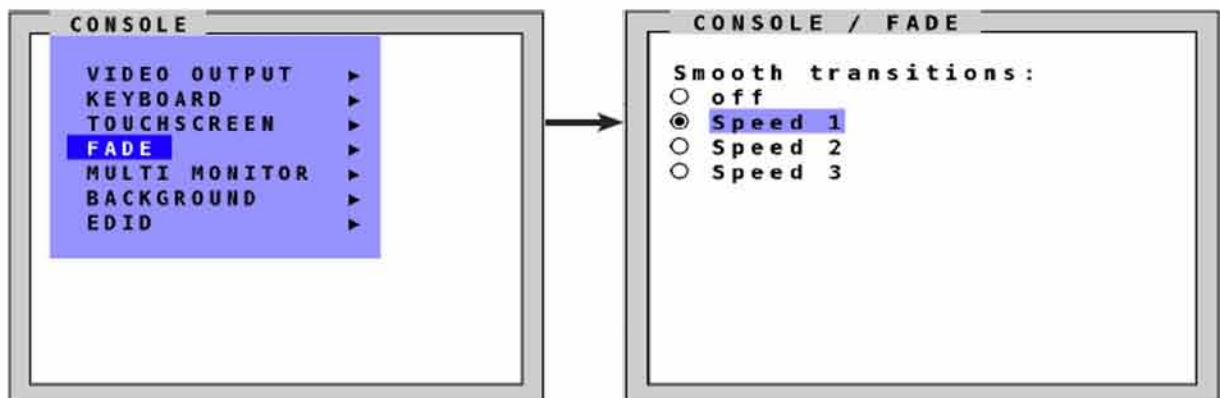 CONSOLE
VIDEO OUTPUT
KEYBOARD
TOUCHSCREEN
FADE
MULTI MONITOR
BACKGROUND
EDID
CONSOLE / FADE
Smooth transitions:
off
Speed 1
Speed 2
Speed 3